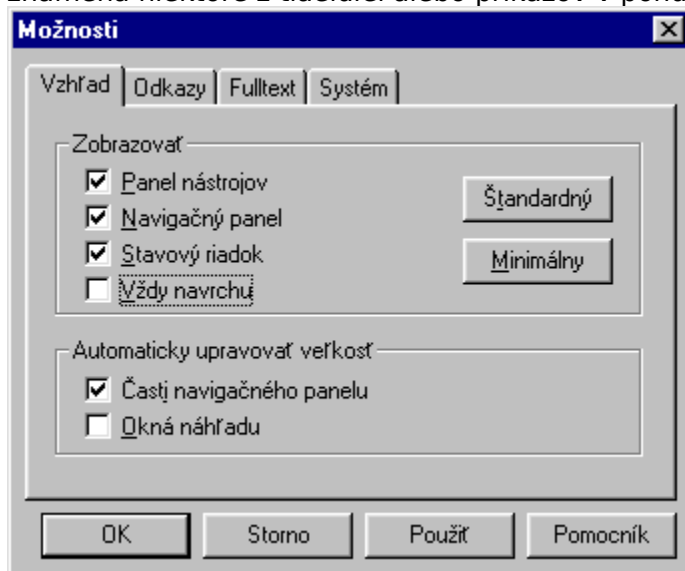 Možnosti
Vzhľad Odkazy Fulltext Systém
Zobrazovať
Panel nástrojov
Navigačný panel
Stavový riadok
Vždy navrchu
Štandardný
Minimálny
Automaticky upravovať veľkosť
Časti navigačného panelu
Okná náhľadu
OK Storno Použiť Pomocník